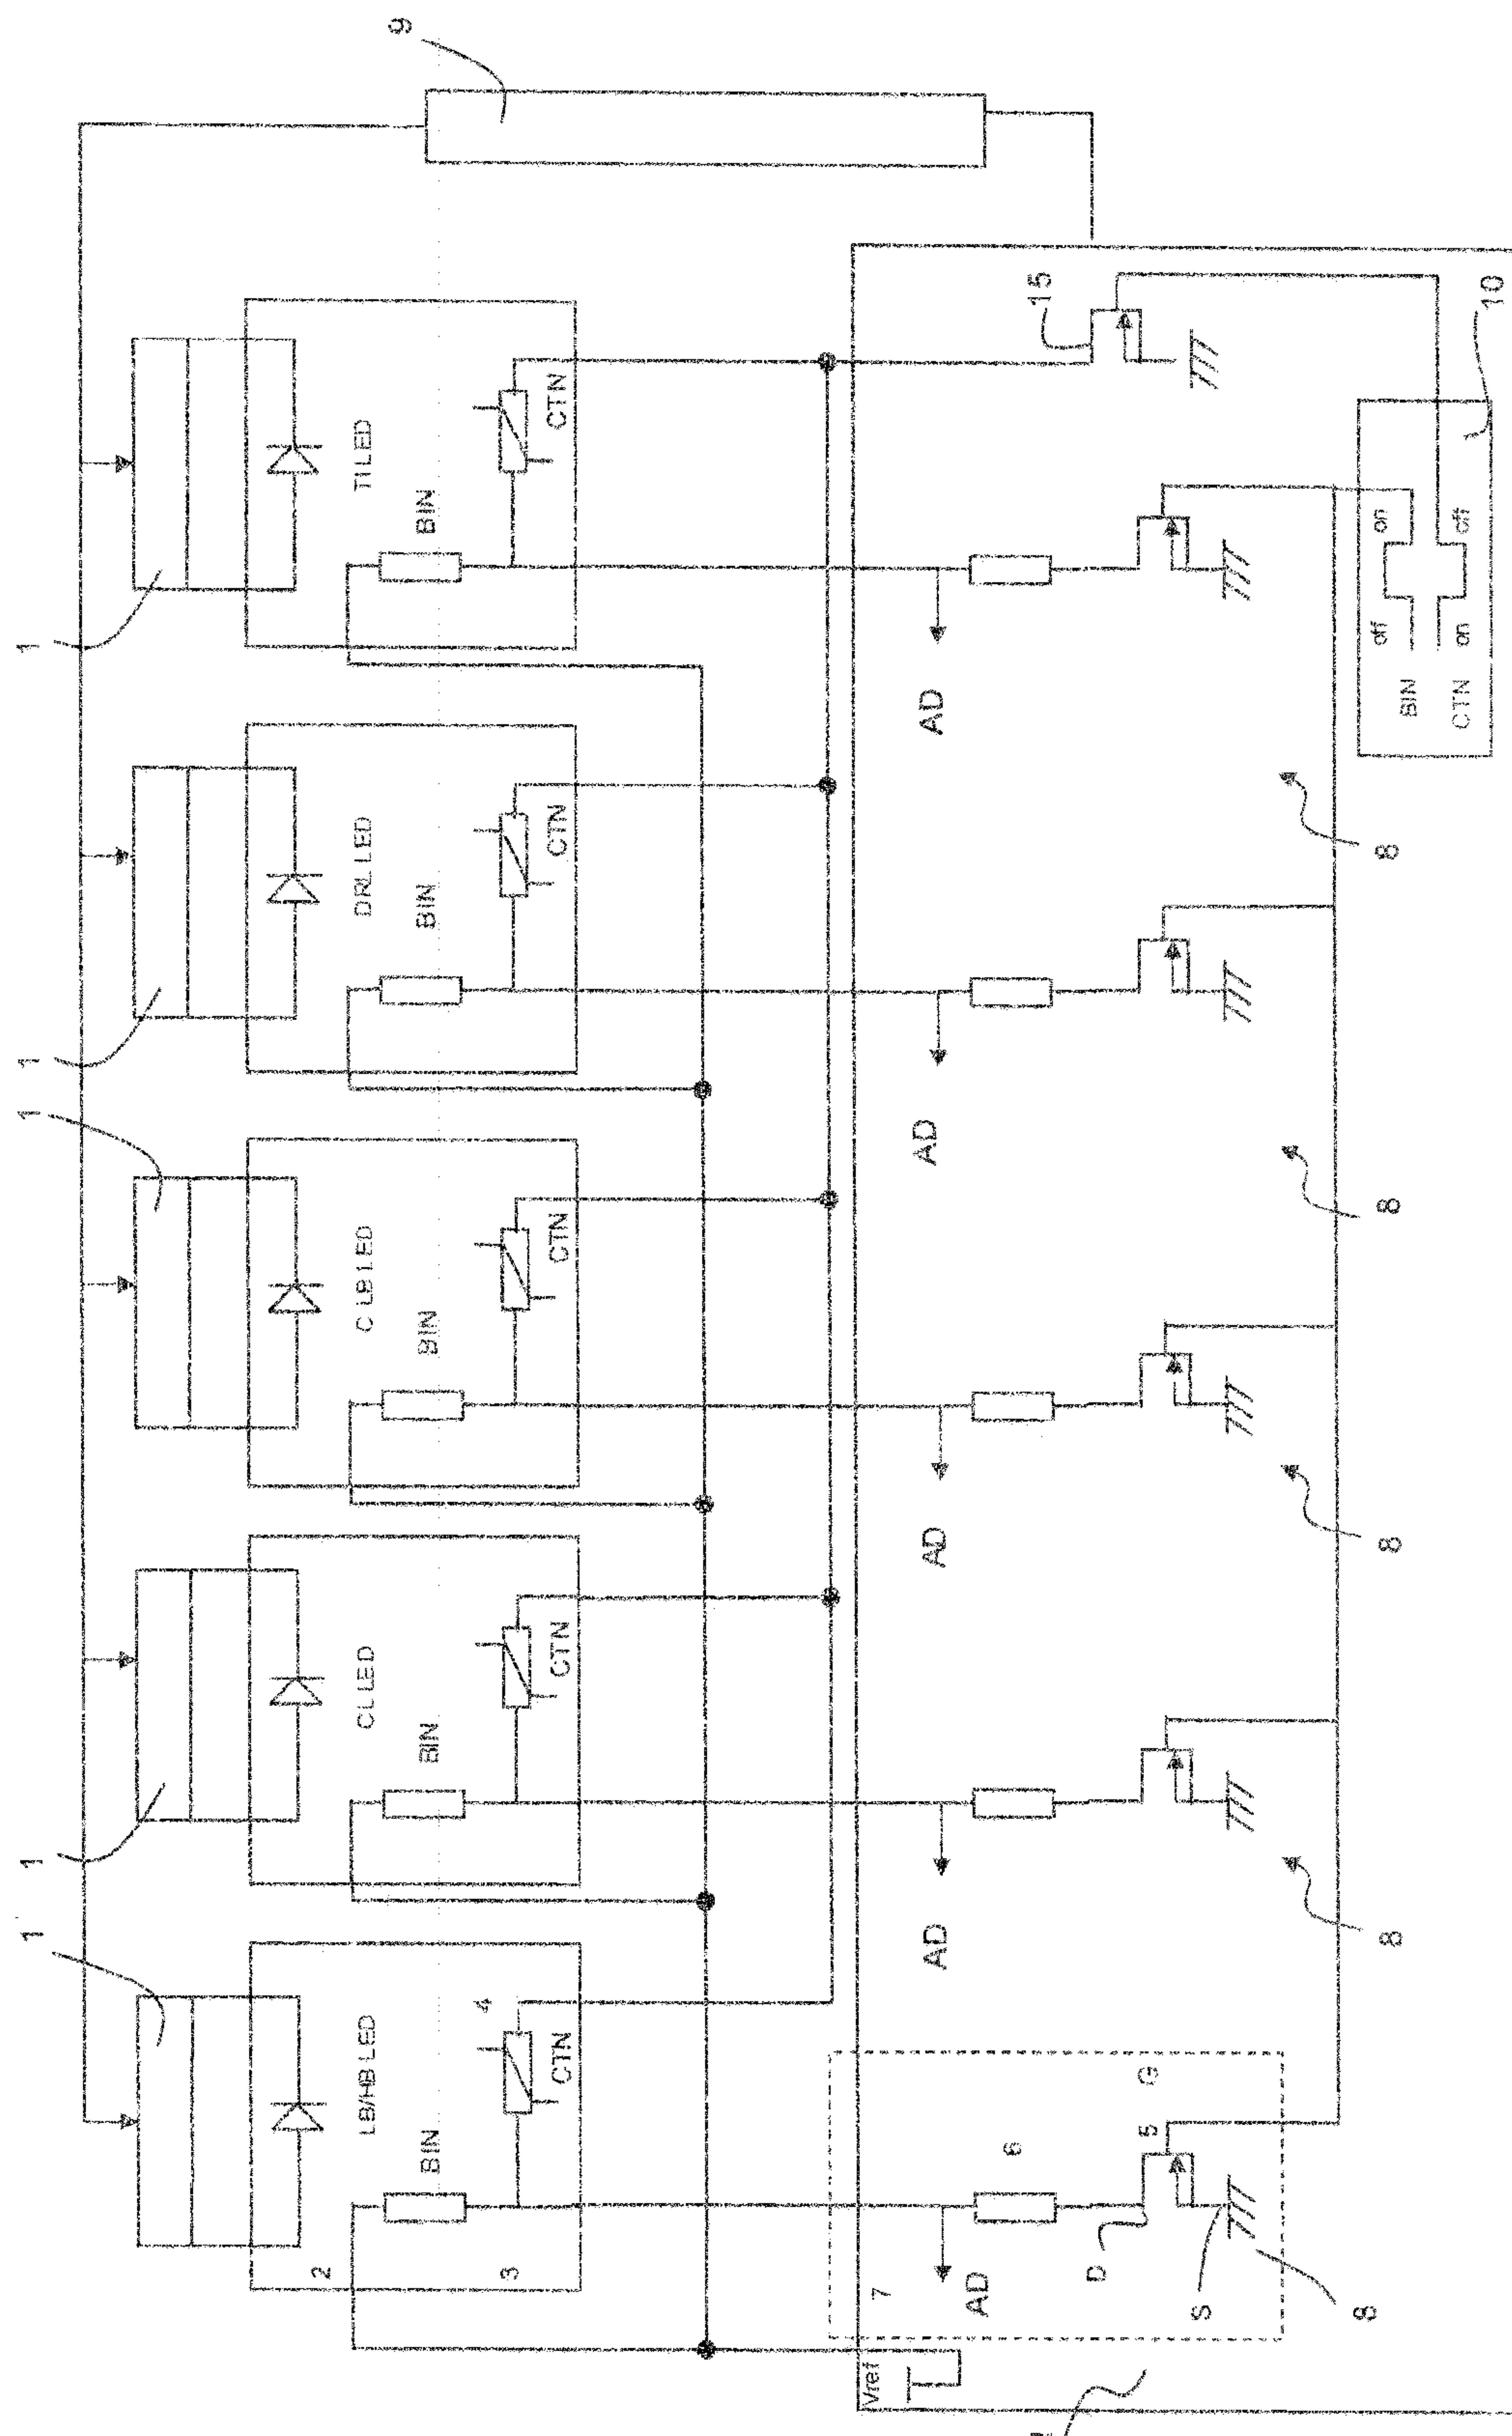 1
1
1
1
1
9
LB/HB LED
BIN
CTN
2
3
4
CL LED
BIN
CTN
C LB LED
BIN
CTN
DRL LED
BIN
CTN
TI LED
BIN
CTN
Vref
7
AD
6
5
G
D
S
8
AD
8
AD
8
AD
8
AD
15
BIN
off
on
CTN
on
off
10